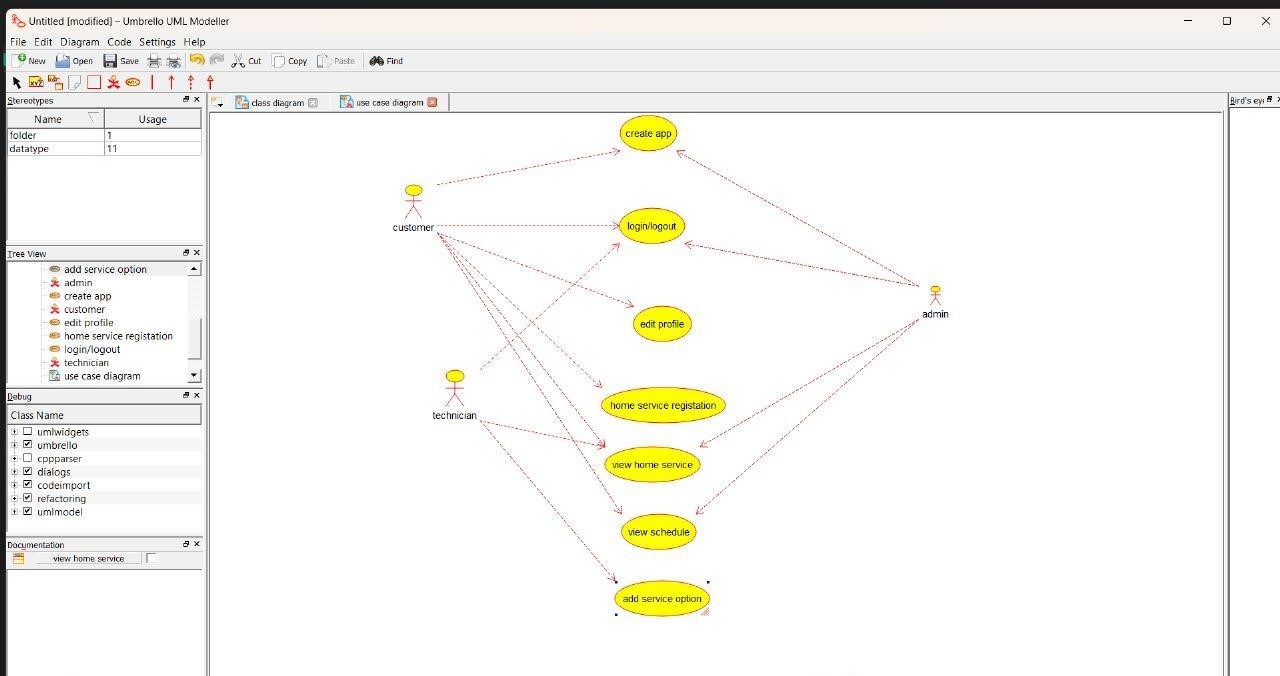 Untitled [modified] – Umbrello UML Modeller
File Edit Diagram Code Settings Help
New Open Save Cut Copy Paste Find
Stereotypes
Name Usage
folder 1
datatype 11
Tree View
add service option
admin
create app
customer
edit profile
home service registation
login/logout
technician
use case diagram
Debug
Class Name
umlwidgets
umbrello
cppparser
dialogs
codeimport
refactoring
umlmodel
Documentation
view home service
class diagram use case diagram
create app
customer
login/logout
admin
edit profile
technician
home service registation
view home service
view schedule
add service option
Bird's eye